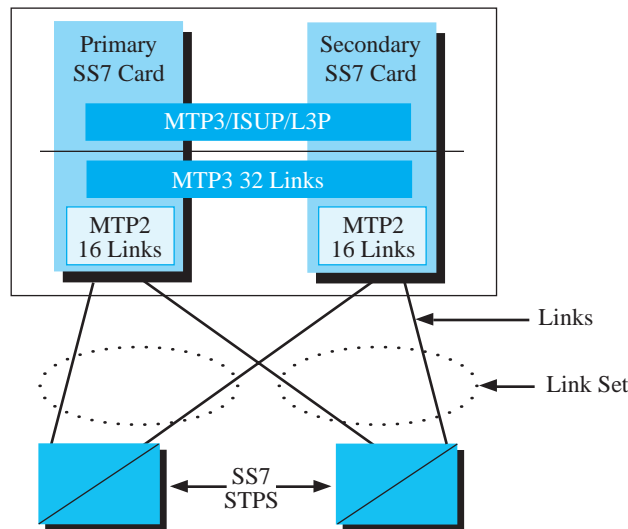 Primary
SS7 Card
Secondary
SS7 Card
MTP3/ISUP/L3P
MTP3 32 Links
MTP2
16 Links
MTP2
16 Links
Links
Link Set
SS7
STPS